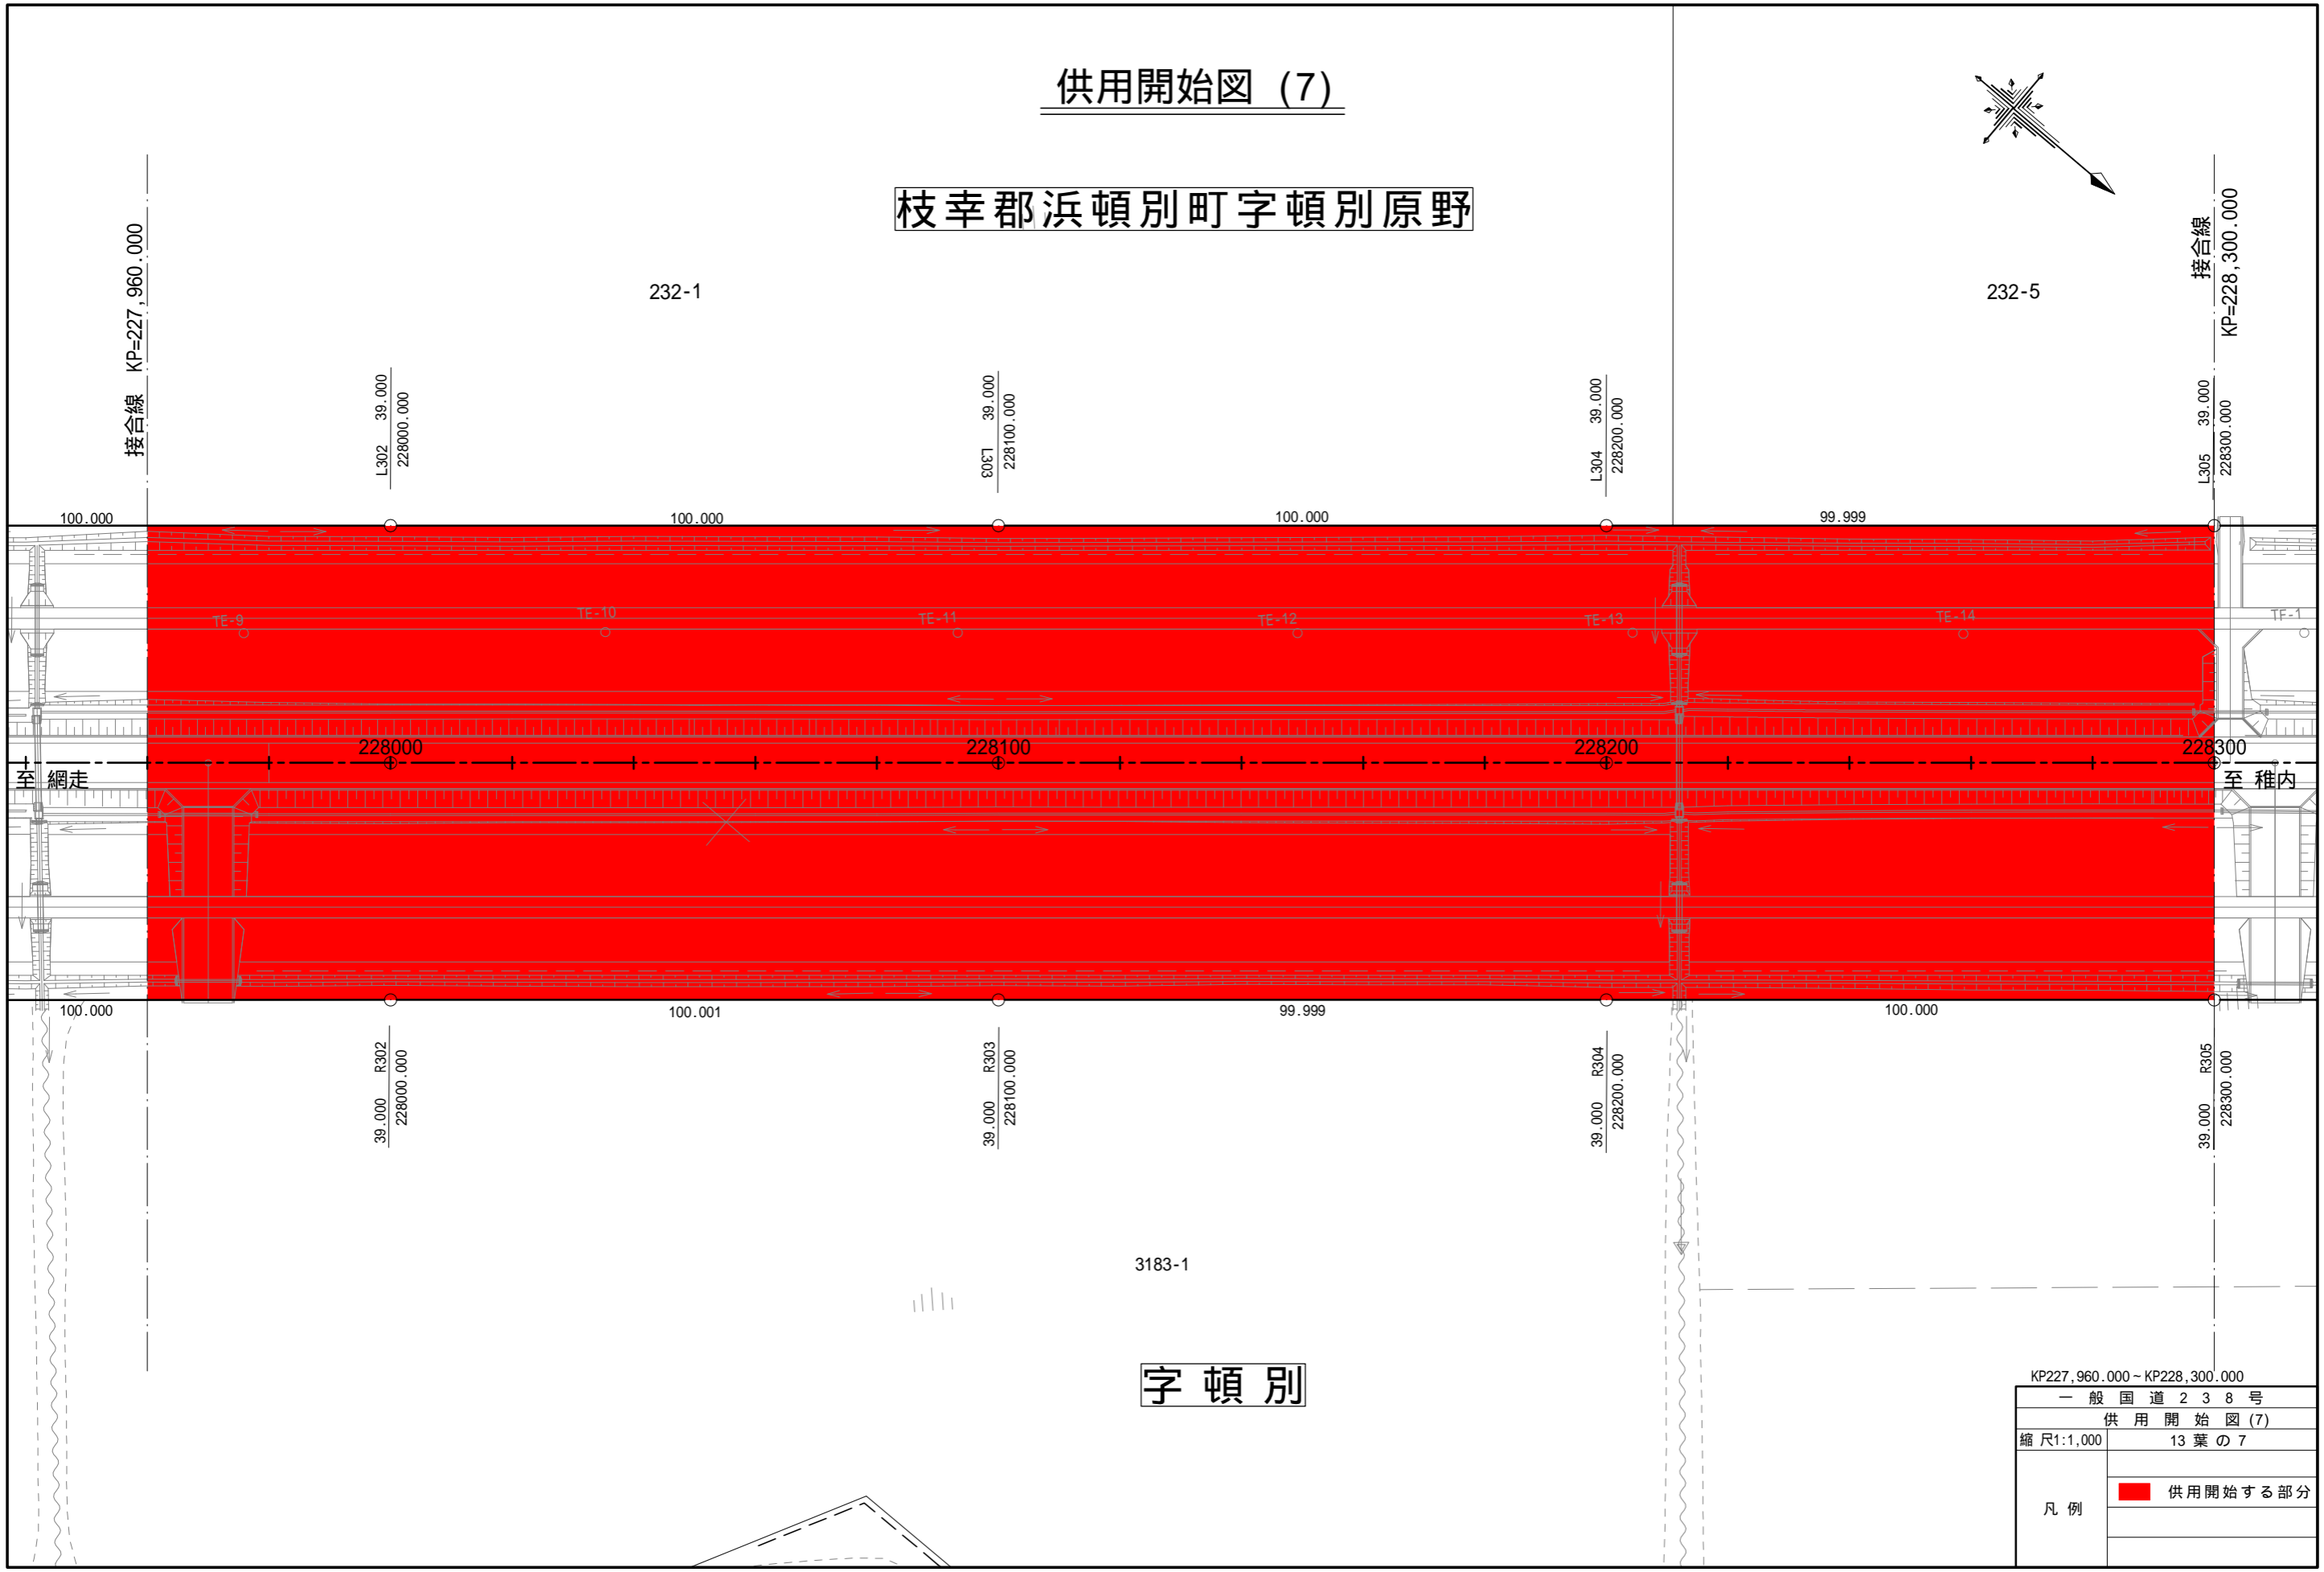 供用開始図 (7)
枝幸郡浜頓別町字頓別原野
接合線 KP=227,960.000
接合線 KP=228,300.000
232-1
232-5
L302 39.000
228000.000
L303 39.000
228100.000
L304 39.000
228200.000
L305 39.000
228300.000
100.000
100.000
100.000
99.999
TE-9
TE-10
TE-11
TE-12
TE-13
TE-14
TF-1
228000
228100
228200
228300
至 網走
至 稚内
100.000
100.001
99.999
100.000
39.000 R302
228000.000
39.000 R303
228100.000
39.000 R304
228200.000
39.000 R305
228300.000
3183-1
字頓別
KP227,960.000~KP228,300.000
一般国道238号
供用開始図(7)
縮尺1:1,000
13葉の7
凡例
供用開始する部分